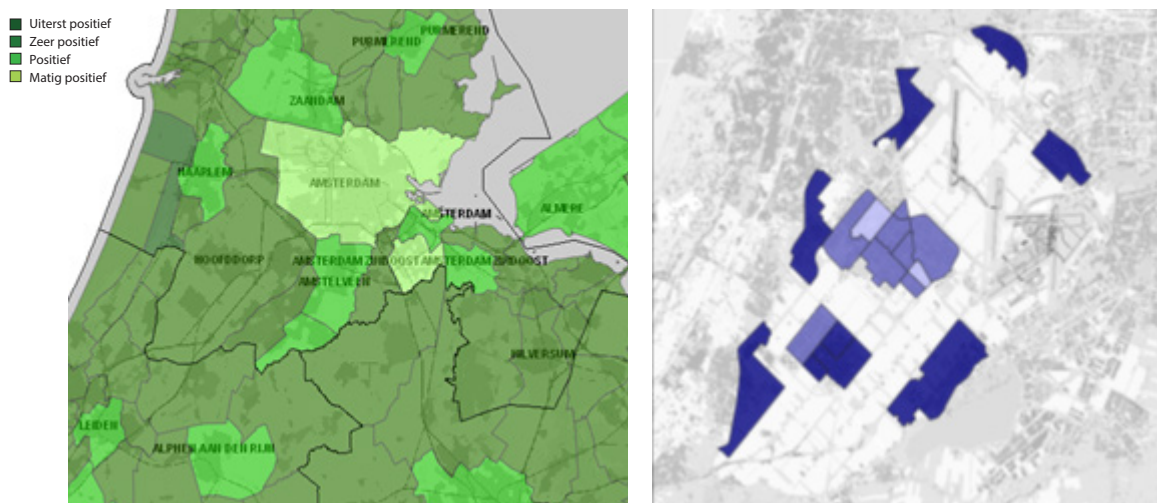 Uiterst positief
Zeer positief
Positief
Matig positief
PURMEREND
PURMEREND
ZAANDAM
HAARLEM
AMSTERDAM
AMSTERDAM
ALMERE
HOOFDDORP
AMSTERDAM ZUIDOOST
AMSTERDAM ZUIDOOST
AMSTELVEEN
HILVERSUM
LEIDEN
ALPHEN AAN DEN RIJN